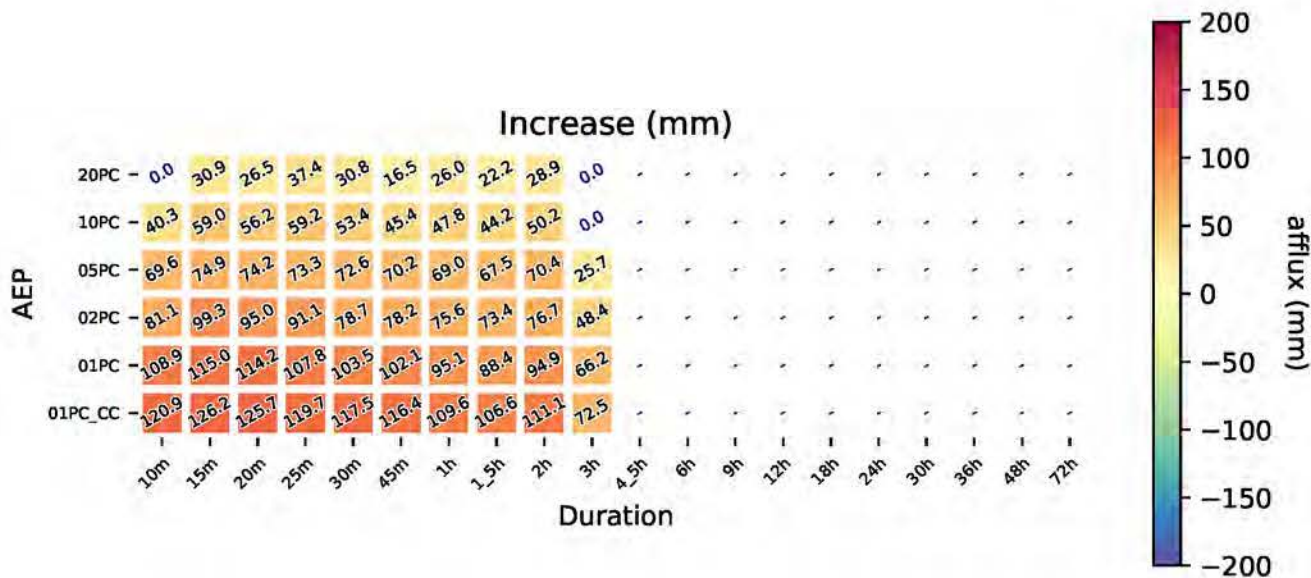 Increase (mm)
20PC 0.0 30.9 26.5 37.4 30.8 16.5 26.0 22.2 28.9 0.0 - - - - - - - - - -
10PC 40.3 59.0 56.2 59.2 53.4 45.4 47.8 44.2 50.2 0.0 - - - - - - - - - -
05PC 69.6 74.9 74.2 73.3 72.6 70.2 69.0 67.5 70.4 25.7 - - - - - - - - - -
02PC 81.1 99.3 95.0 91.1 78.7 78.2 75.6 73.4 76.7 48.4 - - - - - - - - - -
01PC 108.9 115.0 114.2 107.8 103.5 102.1 95.1 88.4 94.9 66.2 - - - - - - - - - -
01PC_CC 120.9 126.2 125.7 119.7 117.5 116.4 109.6 106.6 111.1 72.5 - - - - - - - - - -
10m 15m 20m 25m 30m 45m 1h 1_5h 2h 3h 4_5h 6h 9h 12h 18h 24h 30h 36h 48h 72h
Duration
AEP
200
150
100
50
0
−50
−100
−150
−200
afflux (mm)